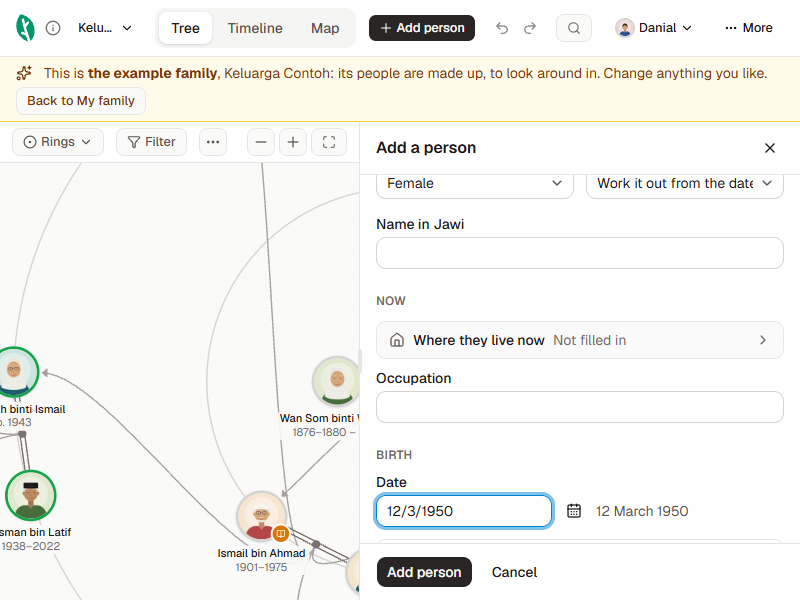 Kelu...
Tree
Timeline
Map
+ Add person
Danial
··· More
This is the example family, Keluarga Contoh: its people are made up, to look around in. Change anything you like.
Back to My family
Rings
Filter
Add a person
Female
Work it out from the date
Name in Jawi
NOW
Where they live now Not filled in
Occupation
BIRTH
Date
12/3/1950
12 March 1950
Add person
Cancel
h binti Ismail
1943
Wan Som binti
1876–1880 –
sman bin Latif
1938–2022
Ismail bin Ahmad
1901–1975